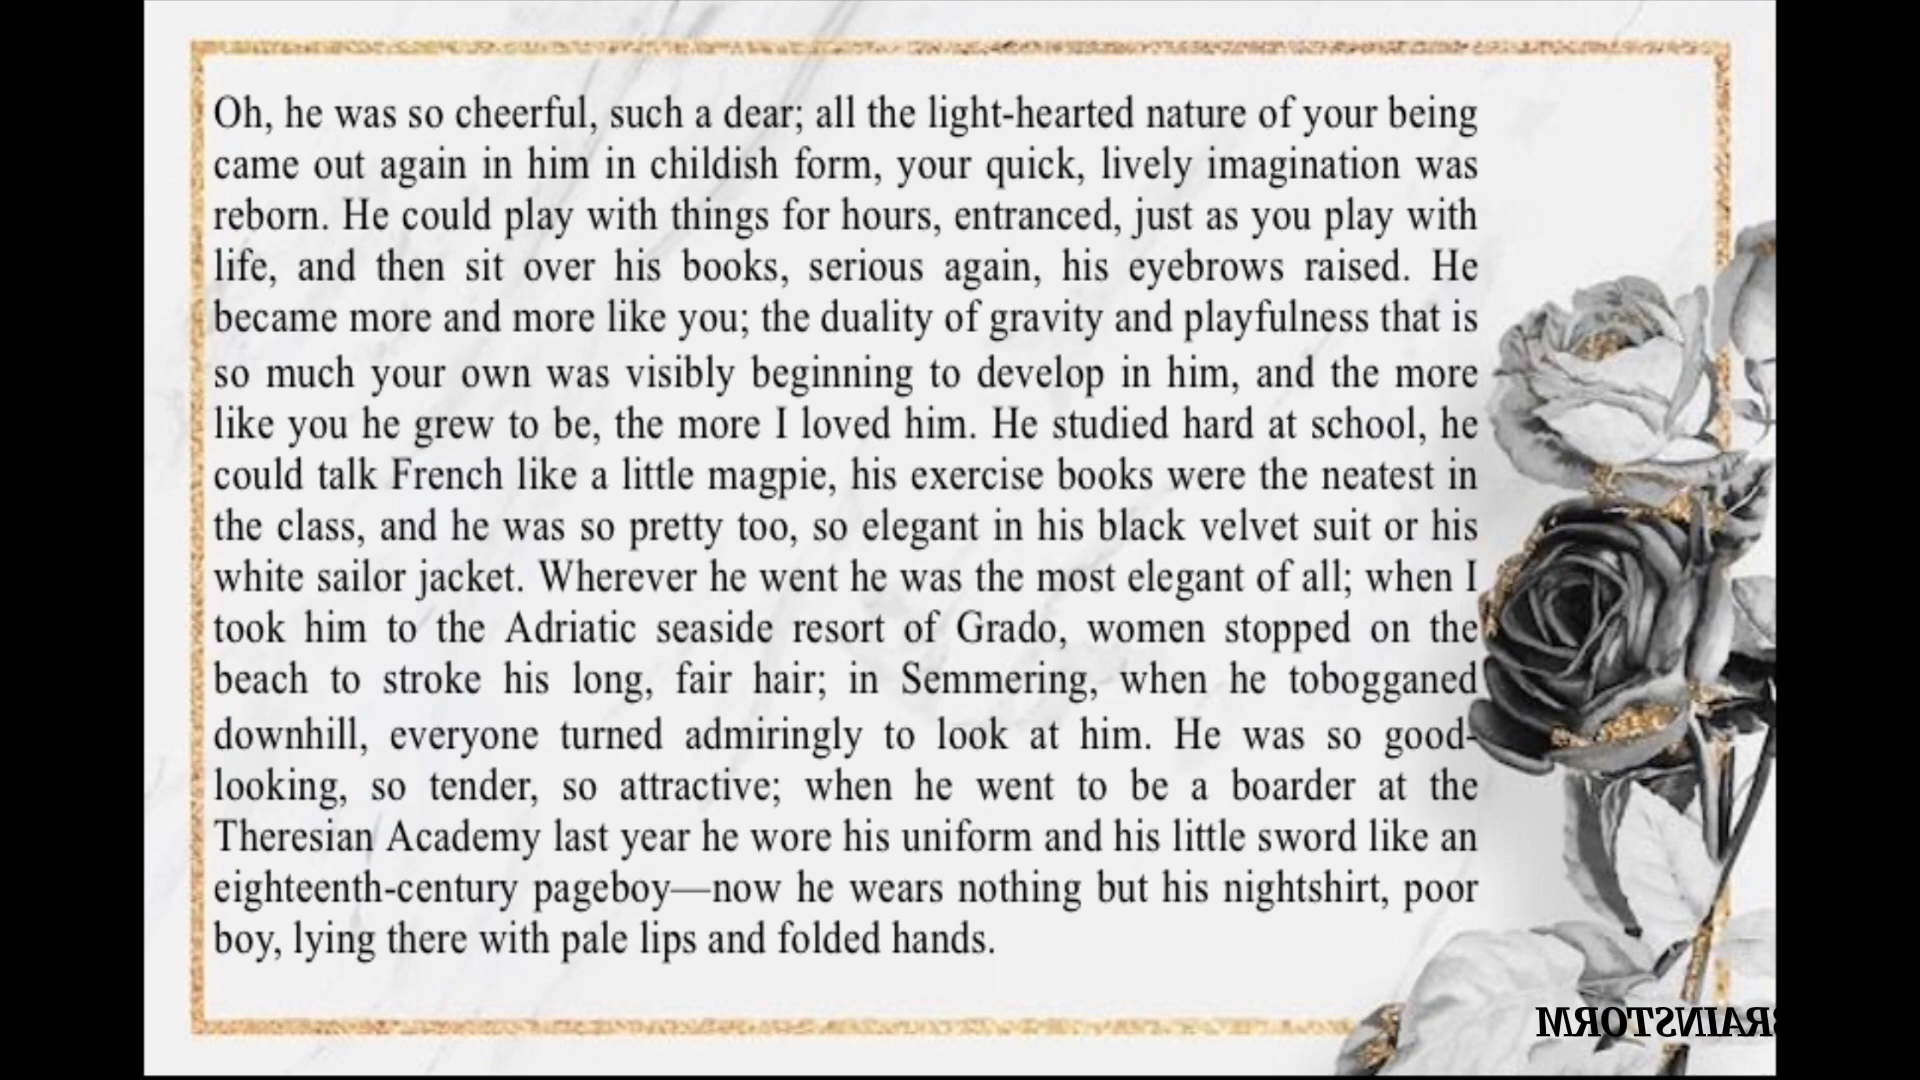 Oh, he was so cheerful, such a dear; all the light-hearted nature of your being
came out again in him in childish form, your quick, lively imagination was
reborn. He could play with things for hours, entranced, just as you play with
life, and then sit over his books, serious again, his eyebrows raised. He
became more and more like you; the duality of gravity and playfulness that is
so much your own was visibly beginning to develop in him, and the more
like you he grew to be, the more I loved him. He studied hard at school, he
could talk French like a little magpie, his exercise books were the neatest in
the class, and he was so pretty too, so elegant in his black velvet suit or his
white sailor jacket. Wherever he went he was the most elegant of all; when I
took him to the Adriatic seaside resort of Grado, women stopped on the
beach to stroke his long, fair hair; in Semmering, when he tobogganed
downhill, everyone turned admiringly to look at him. He was so good-
looking, so tender, so attractive; when he went to be a boarder at the
Theresian Academy last year he wore his uniform and his little sword like an
eighteenth-century pageboy—now he wears nothing but his nightshirt, poor
boy, lying there with pale lips and folded hands.
BRAINSTORM